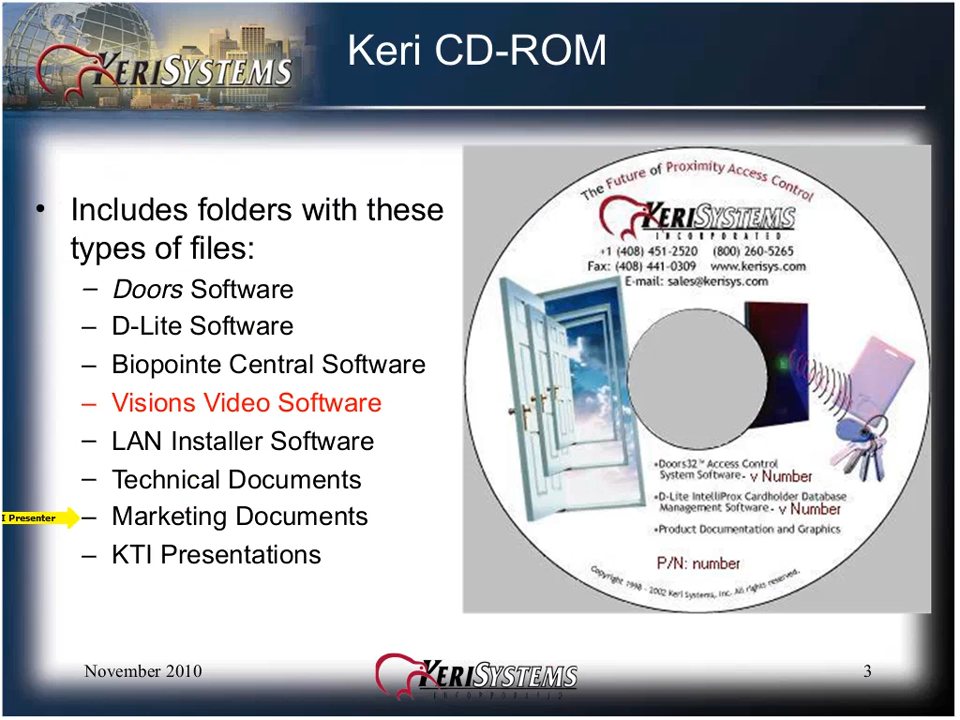 KERISYSTEMS
Keri CD-ROM
• Includes folders with these
types of files:
– Doors Software
– D-Lite Software
– Biopointe Central Software
– Visions Video Software
– LAN Installer Software
– Technical Documents
I Presenter
– Marketing Documents
– KTI Presentations
The Future of Proximity Access Control
KERISYSTEMS
INCORPORATED
+1 (408) 451-2520 (800) 260-5265
Fax: (408) 441-0309 www.kerisys.com
E-mail: sales@kerisys.com
•Doors32™ Access Control
System Software - v Number
•D-Lite IntelliProx Cardholder Database
Management Software - v Number
•Product Documentation and Graphics
P/N: number
Copyright 1998 - 2002 Keri Systems, Inc. All rights reserved.
November 2010
KERISYSTEMS
INCORPORATED
3